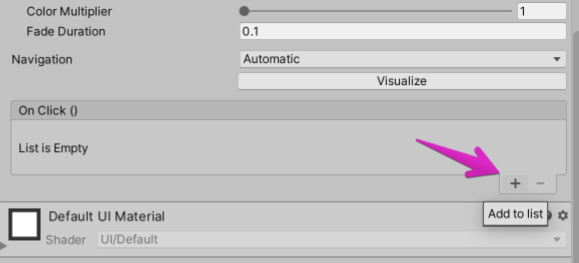 Color Multiplier 1
Fade Duration 0.1
Navigation Automatic
Visualize
On Click ()
List is Empty
+ −
Add to list
Default UI Material
Shader UI/Default